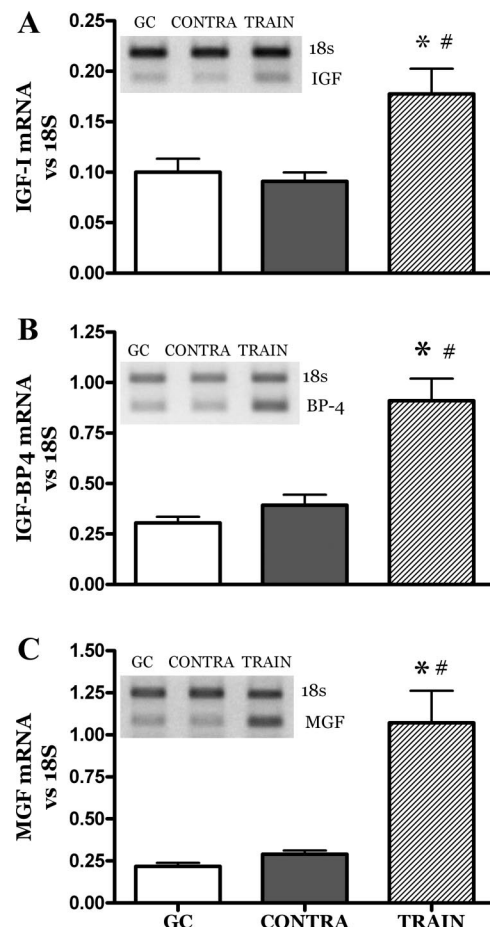 A
GC CONTRA TRAIN
18s
IGF
* #
IGF-I mRNA
vs 18S
0.25
0.20
0.15
0.10
0.05
0.00
B
GC CONTRA TRAIN
18s
BP-4
* #
IGF-BP4 mRNA
vs 18S
1.25
1.00
0.75
0.50
0.25
0.00
C
GC CONTRA TRAIN
18s
MGF
* #
MGF mRNA
vs 18S
1.50
1.25
1.00
0.75
0.50
0.25
0.00
GC CONTRA TRAIN